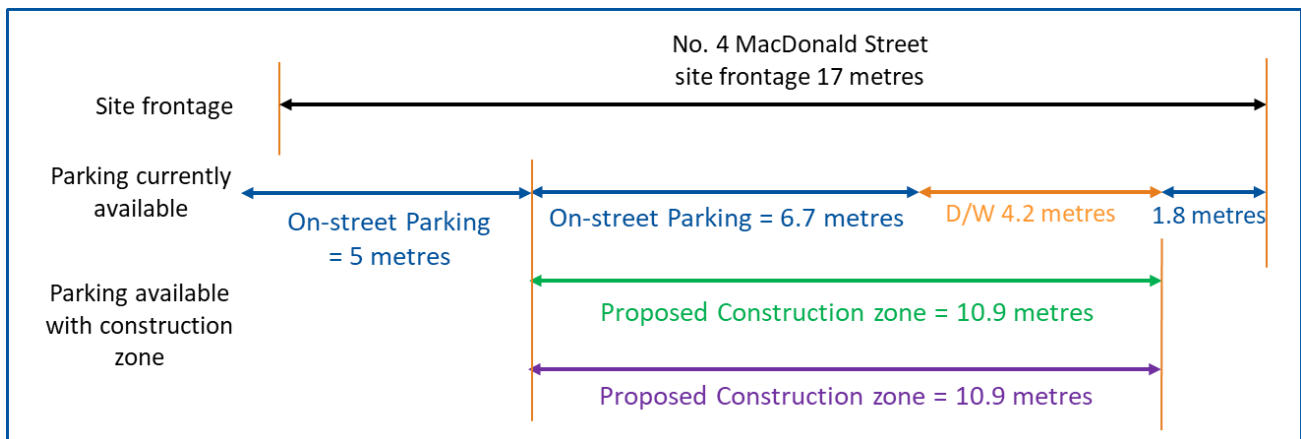 No. 4 MacDonald Street
site frontage 17 metres
Site frontage
Parking currently
available
On-street Parking
= 5 metres
On-street Parking = 6.7 metres
D/W 4.2 metres
1.8 metres
Parking available
with construction
zone
Proposed Construction zone = 10.9 metres
Proposed Construction zone = 10.9 metres